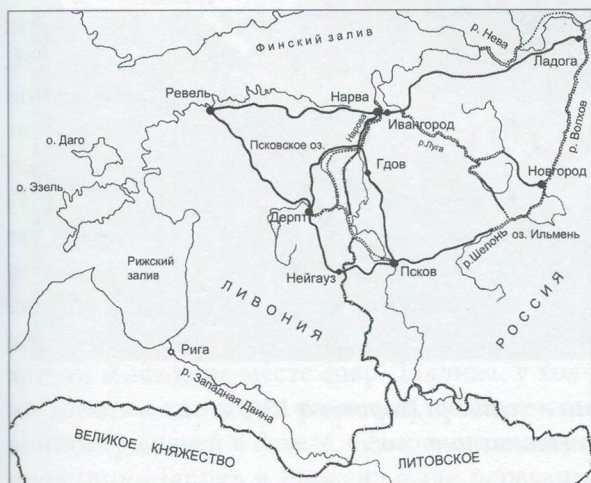 Финский залив
р. Нева
Ладога
Ревель
Нарва
Ивангород
р. Волхов
Нарова
р.Луга
Псковское оз.
о. Даго
Гдов
Новгород
о. Эзель
Дерпт
оз. Ильмень
р.Шелонь
Рижский
залив
Нейгауз
Псков
ЛИВОНИЯ
РОССИЯ
Рига
р. Западная Двина
ВЕЛИКОЕ КНЯЖЕСТВО
ЛИТОВСКОЕ